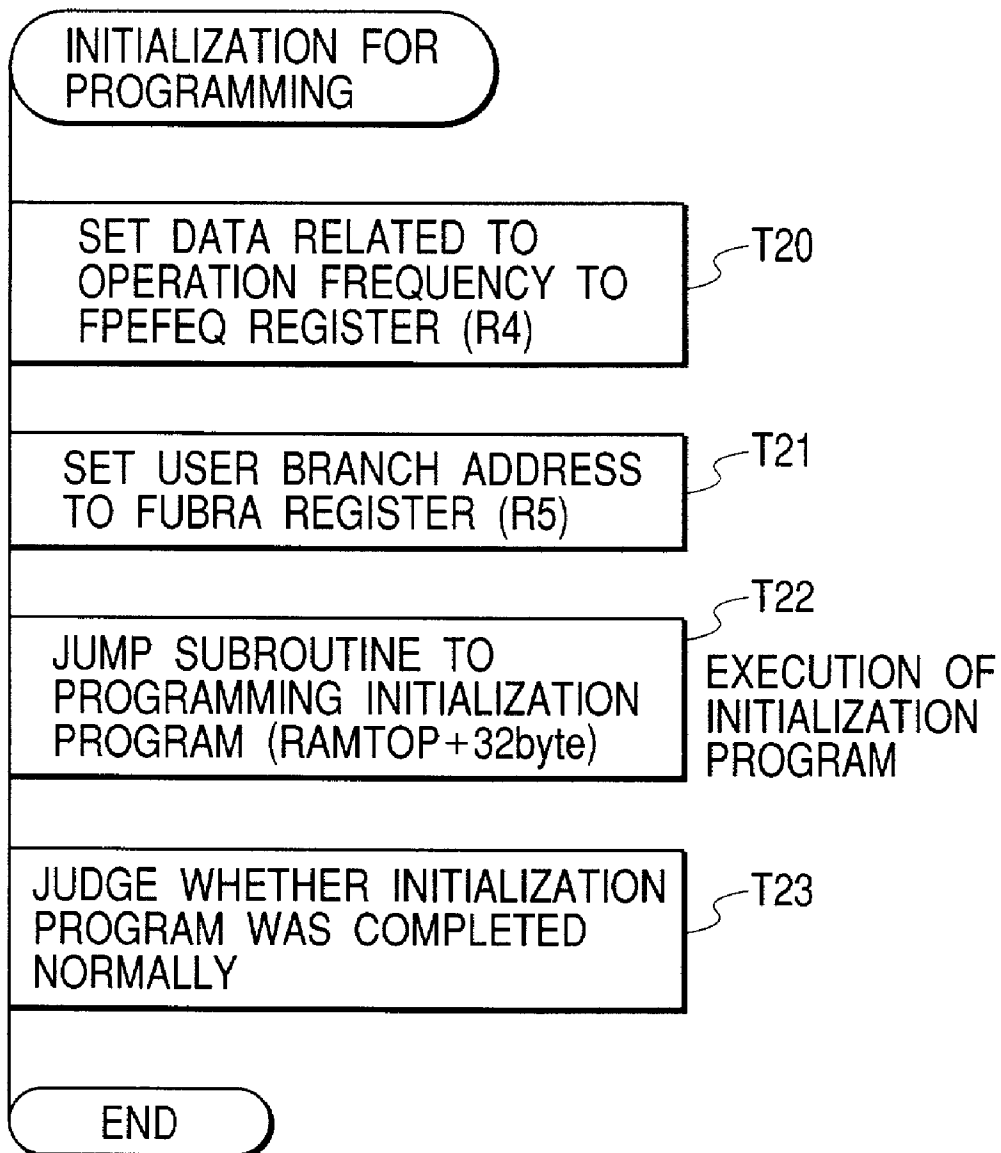 INITIALIZATION FOR
PROGRAMMING
SET DATA RELATED TO
OPERATION FREQUENCY TO
FPEFEQ REGISTER (R4)
T20
SET USER BRANCH ADDRESS
TO FUBRA REGISTER (R5)
T21
JUMP SUBROUTINE TO
PROGRAMMING INITIALIZATION
PROGRAM (RAMTOP+32byte)
T22
EXECUTION OF
INITIALIZATION
PROGRAM
JUDGE WHETHER INITIALIZATION
PROGRAM WAS COMPLETED
NORMALLY
T23
END